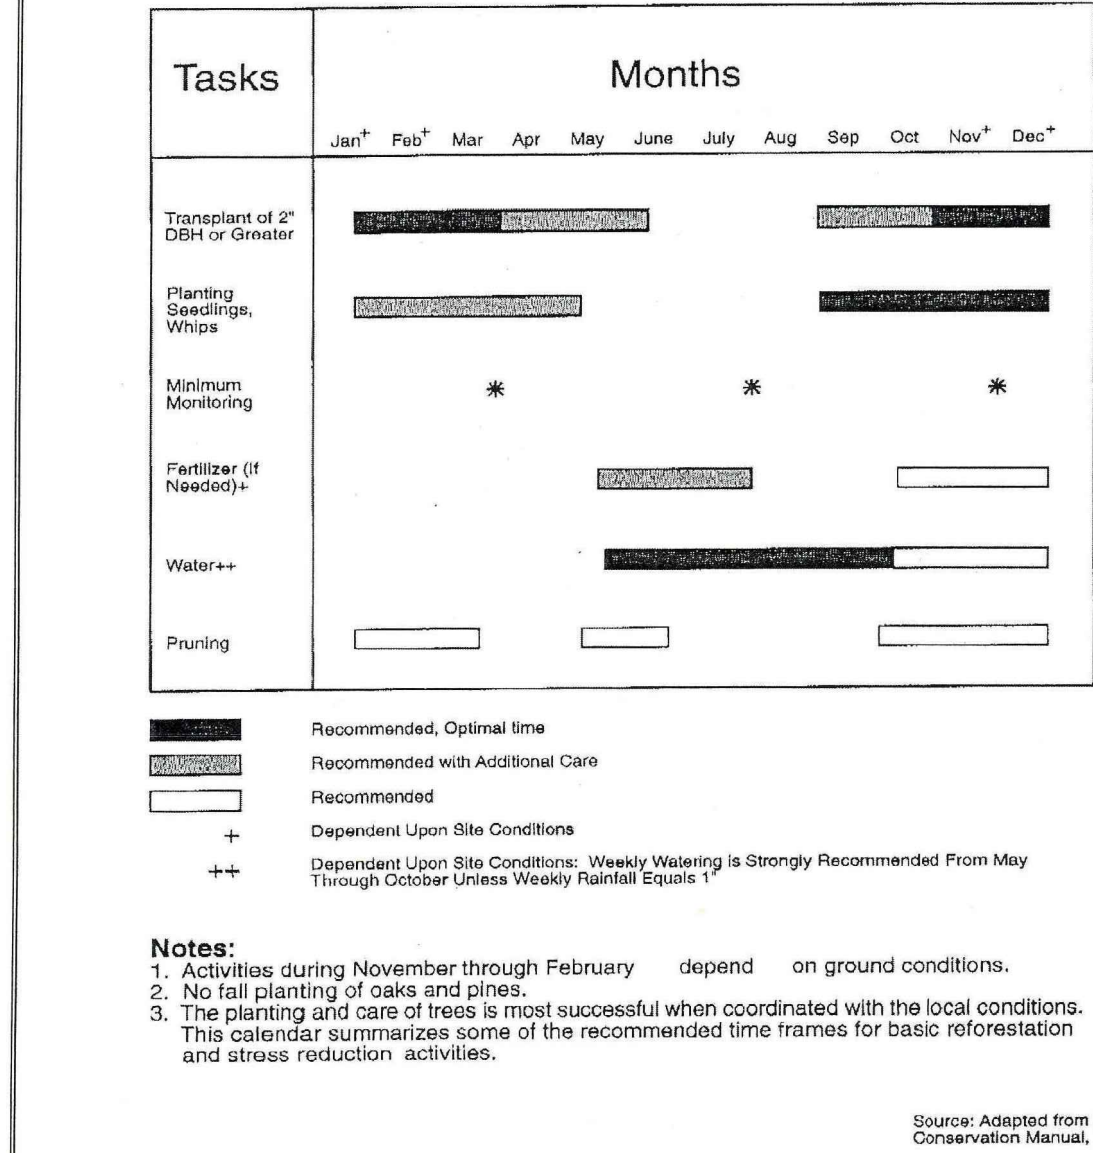 Tasks
Months
Jan+ Feb+ Mar Apr May June July Aug Sep Oct Nov+ Dec+
Transplant of 2"
DBH or Greater
Planting
Seedlings,
Whips
Minimum
Monitoring
* * *
Fertilizer (If
Needed)+
Water++
Pruning
Recommended, Optimal time
Recommended with Additional Care
Recommended
+ Dependent Upon Site Conditions
++ Dependent Upon Site Conditions: Weekly Watering is Strongly Recommended From May
Through October Unless Weekly Rainfall Equals 1"
Notes:
1. Activities during November through February depend on ground conditions.
2. No fall planting of oaks and pines.
3. The planting and care of trees is most successful when coordinated with the local conditions.
This calendar summarizes some of the recommended time frames for basic reforestation
and stress reduction activities.
Source: Adapted from
Conservation Manual,